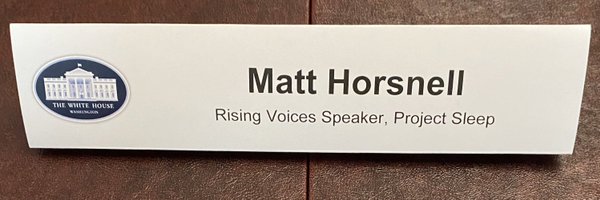 THE WHITE HOUSE
WASHINGTON
Matt Horsnell
Rising Voices Speaker, Project Sleep